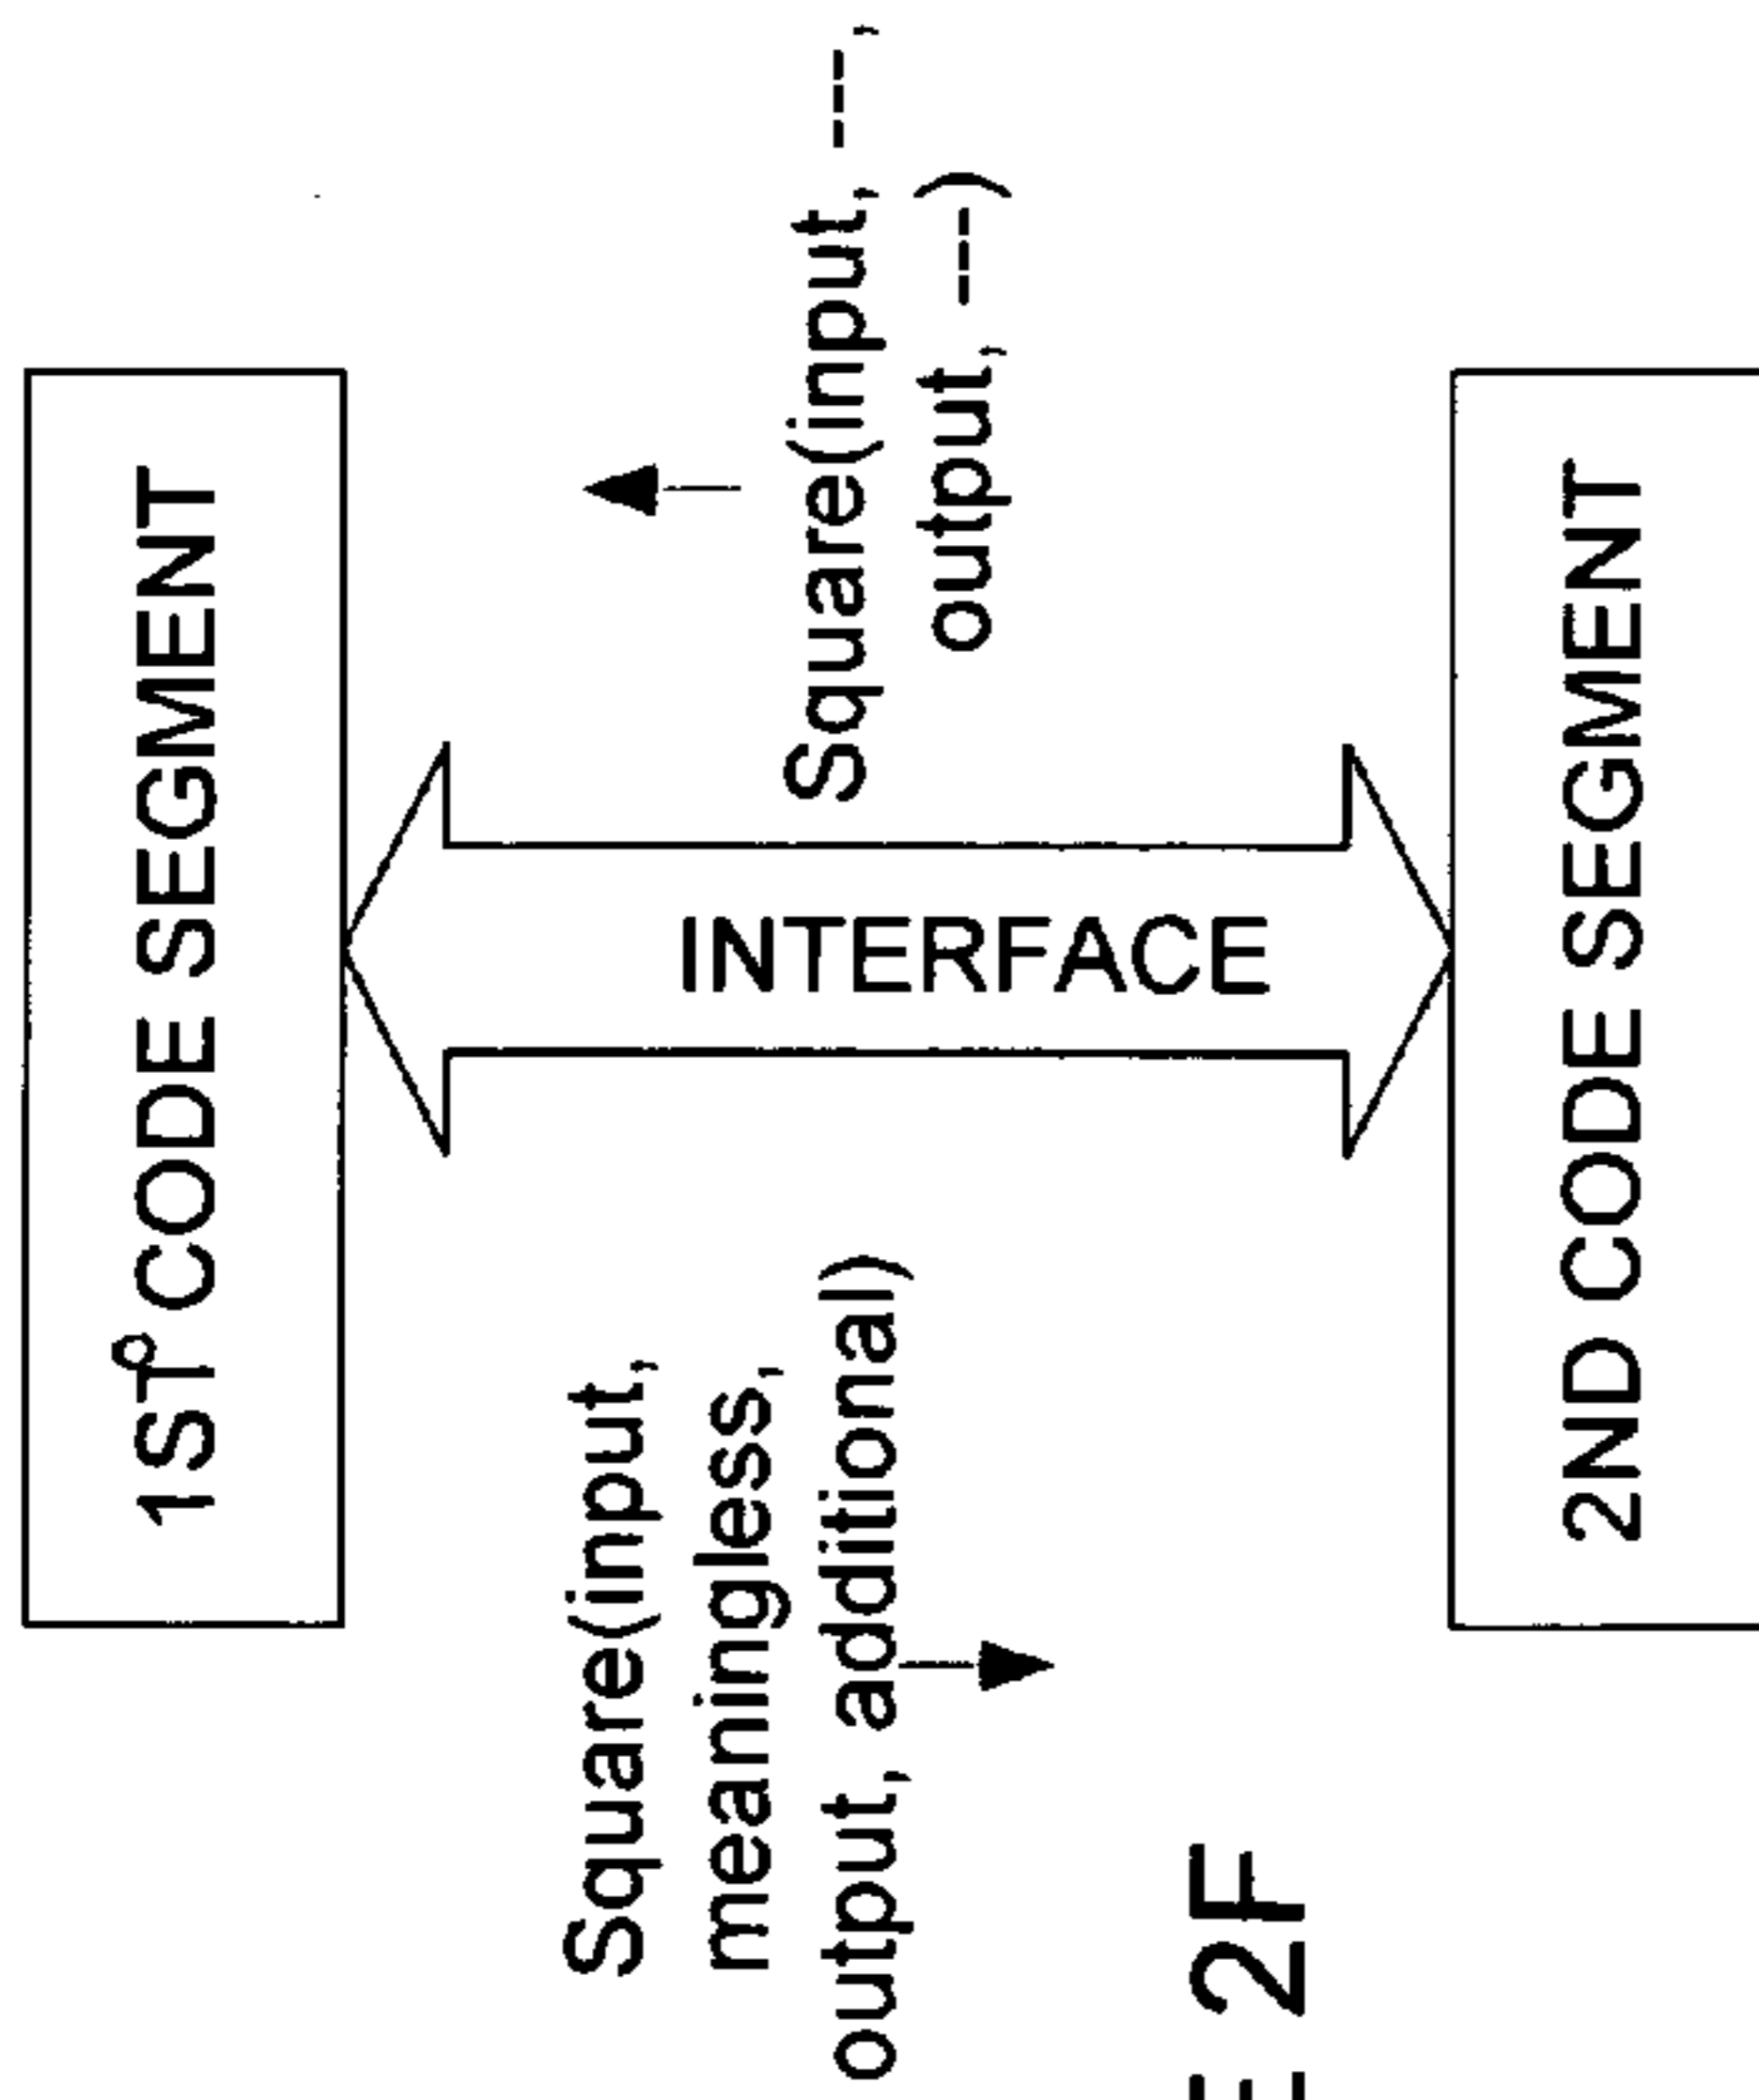 1ST CODE SEGMENT
Square(input,
meaningless,
output, additional)
INTERFACE
Square(input, ---,
output, ---)
2ND CODE SEGMENT
2F